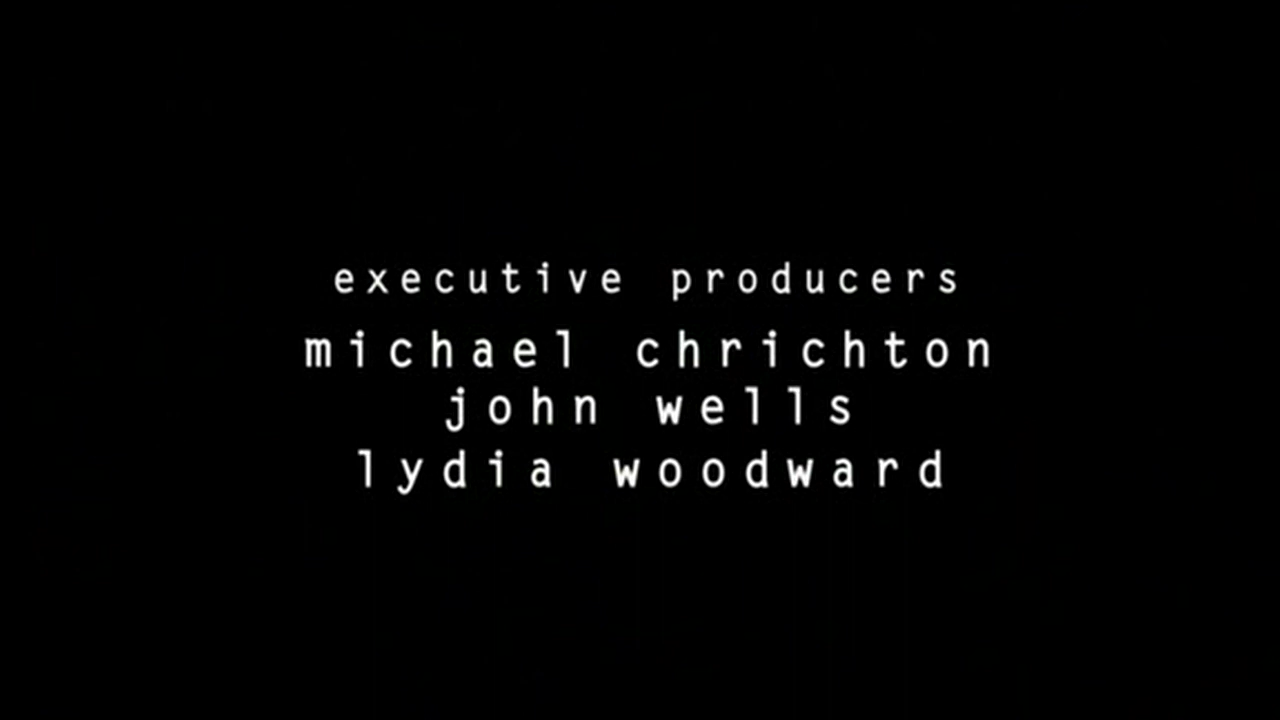 executive producers
michael chrichton
john wells
lydia woodward